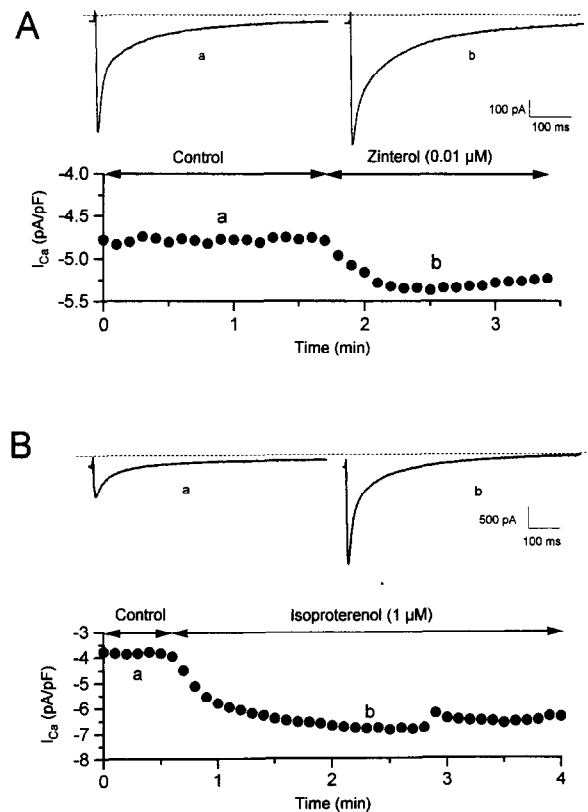 A
a
b
100 pA
100 ms
Control
Zinterol (0.01 µM)
-4.0
-4.5
-5.0
-5.5
I_Ca (pA/pF)
a
b
0
1
2
3
Time (min)
B
a
b
500 pA
100 ms
Control
Isoproterenol (1 µM)
-3
-4
-5
-6
-7
-8
I_Ca (pA/pF)
a
b
0
1
2
3
4
Time (min)